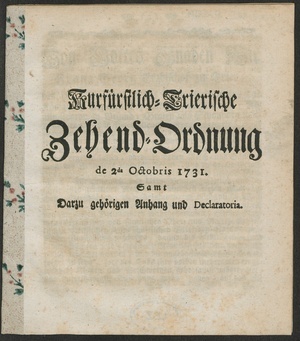 Kurfürstlich-Trierische
Zehend-Ordnung
de 2da Octobris 1731.
Samt
Darzu gehörigen Anhang und Declaratoria.